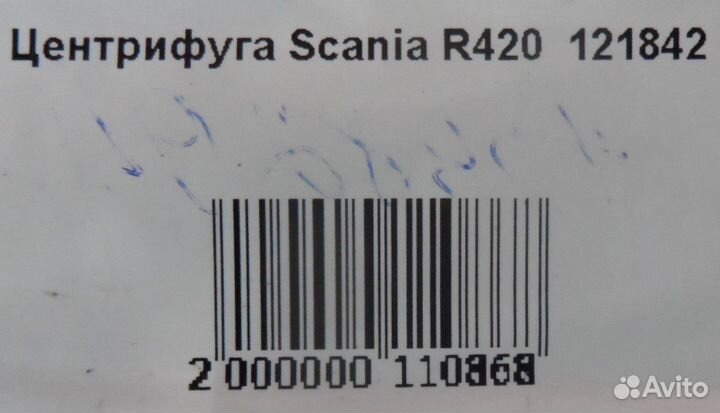 Центрифуга Scania R420 121842
2 000000 110868
Avito